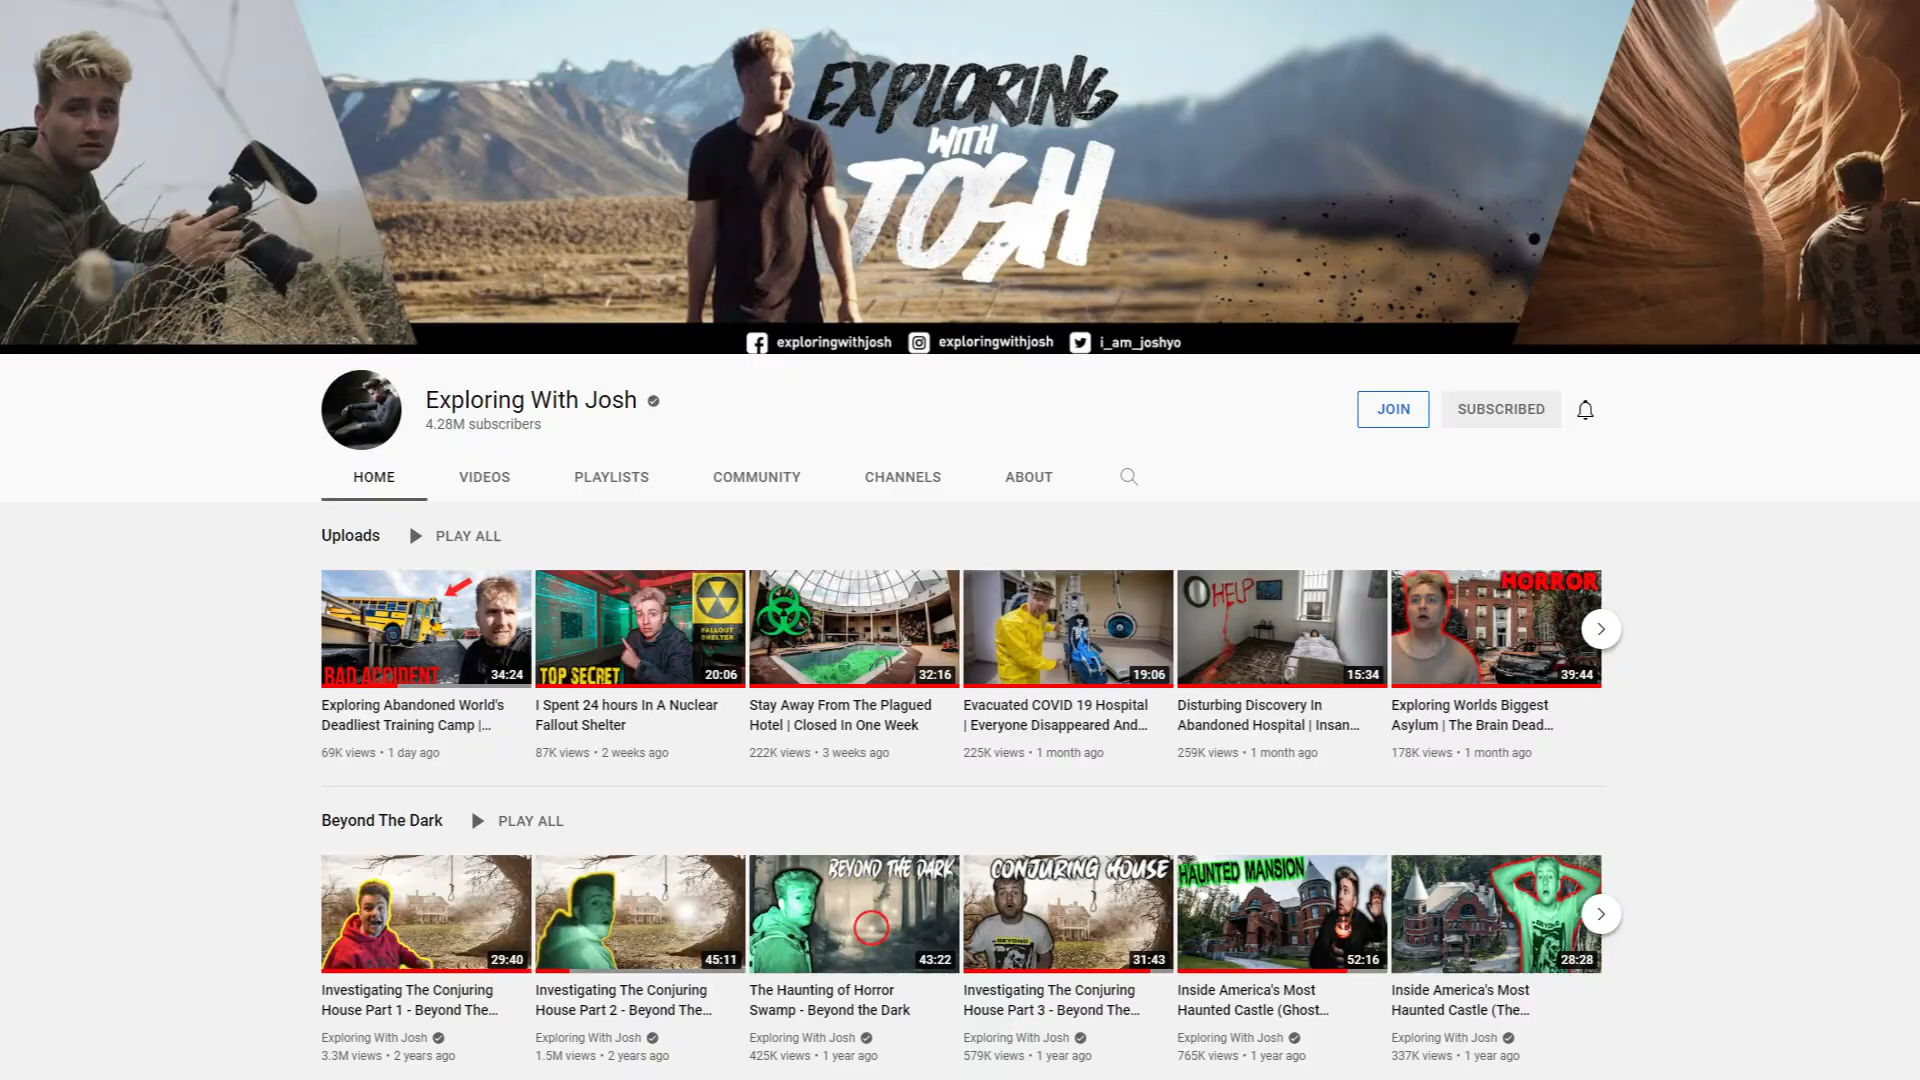 EXPLORING
WITH
JOSH
exploringwithjosh exploringwithjosh i_am_joshyo
Exploring With Josh
4.28M subscribers
JOIN SUBSCRIBED
HOME VIDEOS PLAYLISTS COMMUNITY CHANNELS ABOUT
Uploads PLAY ALL
BAD ACCIDENT
34:24
FALLOUT
SHELTER
TOP SECRET
20:06
32:16
19:06
HELP
15:34
HORROR
39:44
Exploring Abandoned World's
Deadliest Training Camp |...
69K views • 1 day ago
I Spent 24 hours In A Nuclear
Fallout Shelter
87K views • 2 weeks ago
Stay Away From The Plagued
Hotel | Closed In One Week
222K views • 3 weeks ago
Evacuated COVID 19 Hospital
| Everyone Disappeared And...
225K views • 1 month ago
Disturbing Discovery In
Abandoned Hospital | Insan...
259K views • 1 month ago
Exploring Worlds Biggest
Asylum | The Brain Dead...
178K views • 1 month ago
Beyond The Dark PLAY ALL
29:40
45:11
BEYOND THE DARK
43:22
CONJURING HOUSE
BEYOND
31:43
HAUNTED MANSION
52:16
28:28
Investigating The Conjuring
House Part 1 - Beyond The...
Exploring With Josh
3.3M views • 2 years ago
Investigating The Conjuring
House Part 2 - Beyond The...
Exploring With Josh
1.5M views • 2 years ago
The Haunting of Horror
Swamp - Beyond the Dark
Exploring With Josh
425K views • 1 year ago
Investigating The Conjuring
House Part 3 - Beyond The...
Exploring With Josh
579K views • 1 year ago
Inside America's Most
Haunted Castle (Ghost...
Exploring With Josh
765K views • 1 year ago
Inside America's Most
Haunted Castle (The...
Exploring With Josh
337K views • 1 year ago